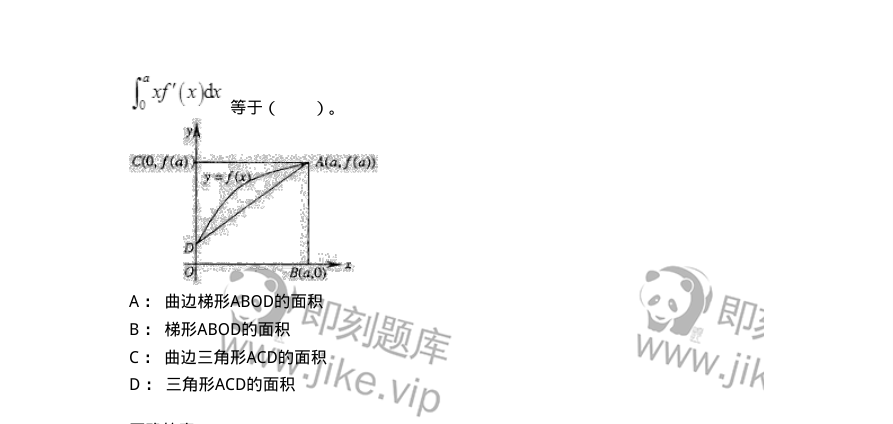 ∫₀ᵃ xf′(x)dx 等于（　　）。
y
C(0, f(a))
A(a, f(a))
y=f(x)
D
O
B(a,0)
x
A： 曲边梯形ABOD的面积
B： 梯形ABOD的面积
C： 曲边三角形ACD的面积
D： 三角形ACD的面积
即刻题库
www.jike.vip
即刻
www.jik